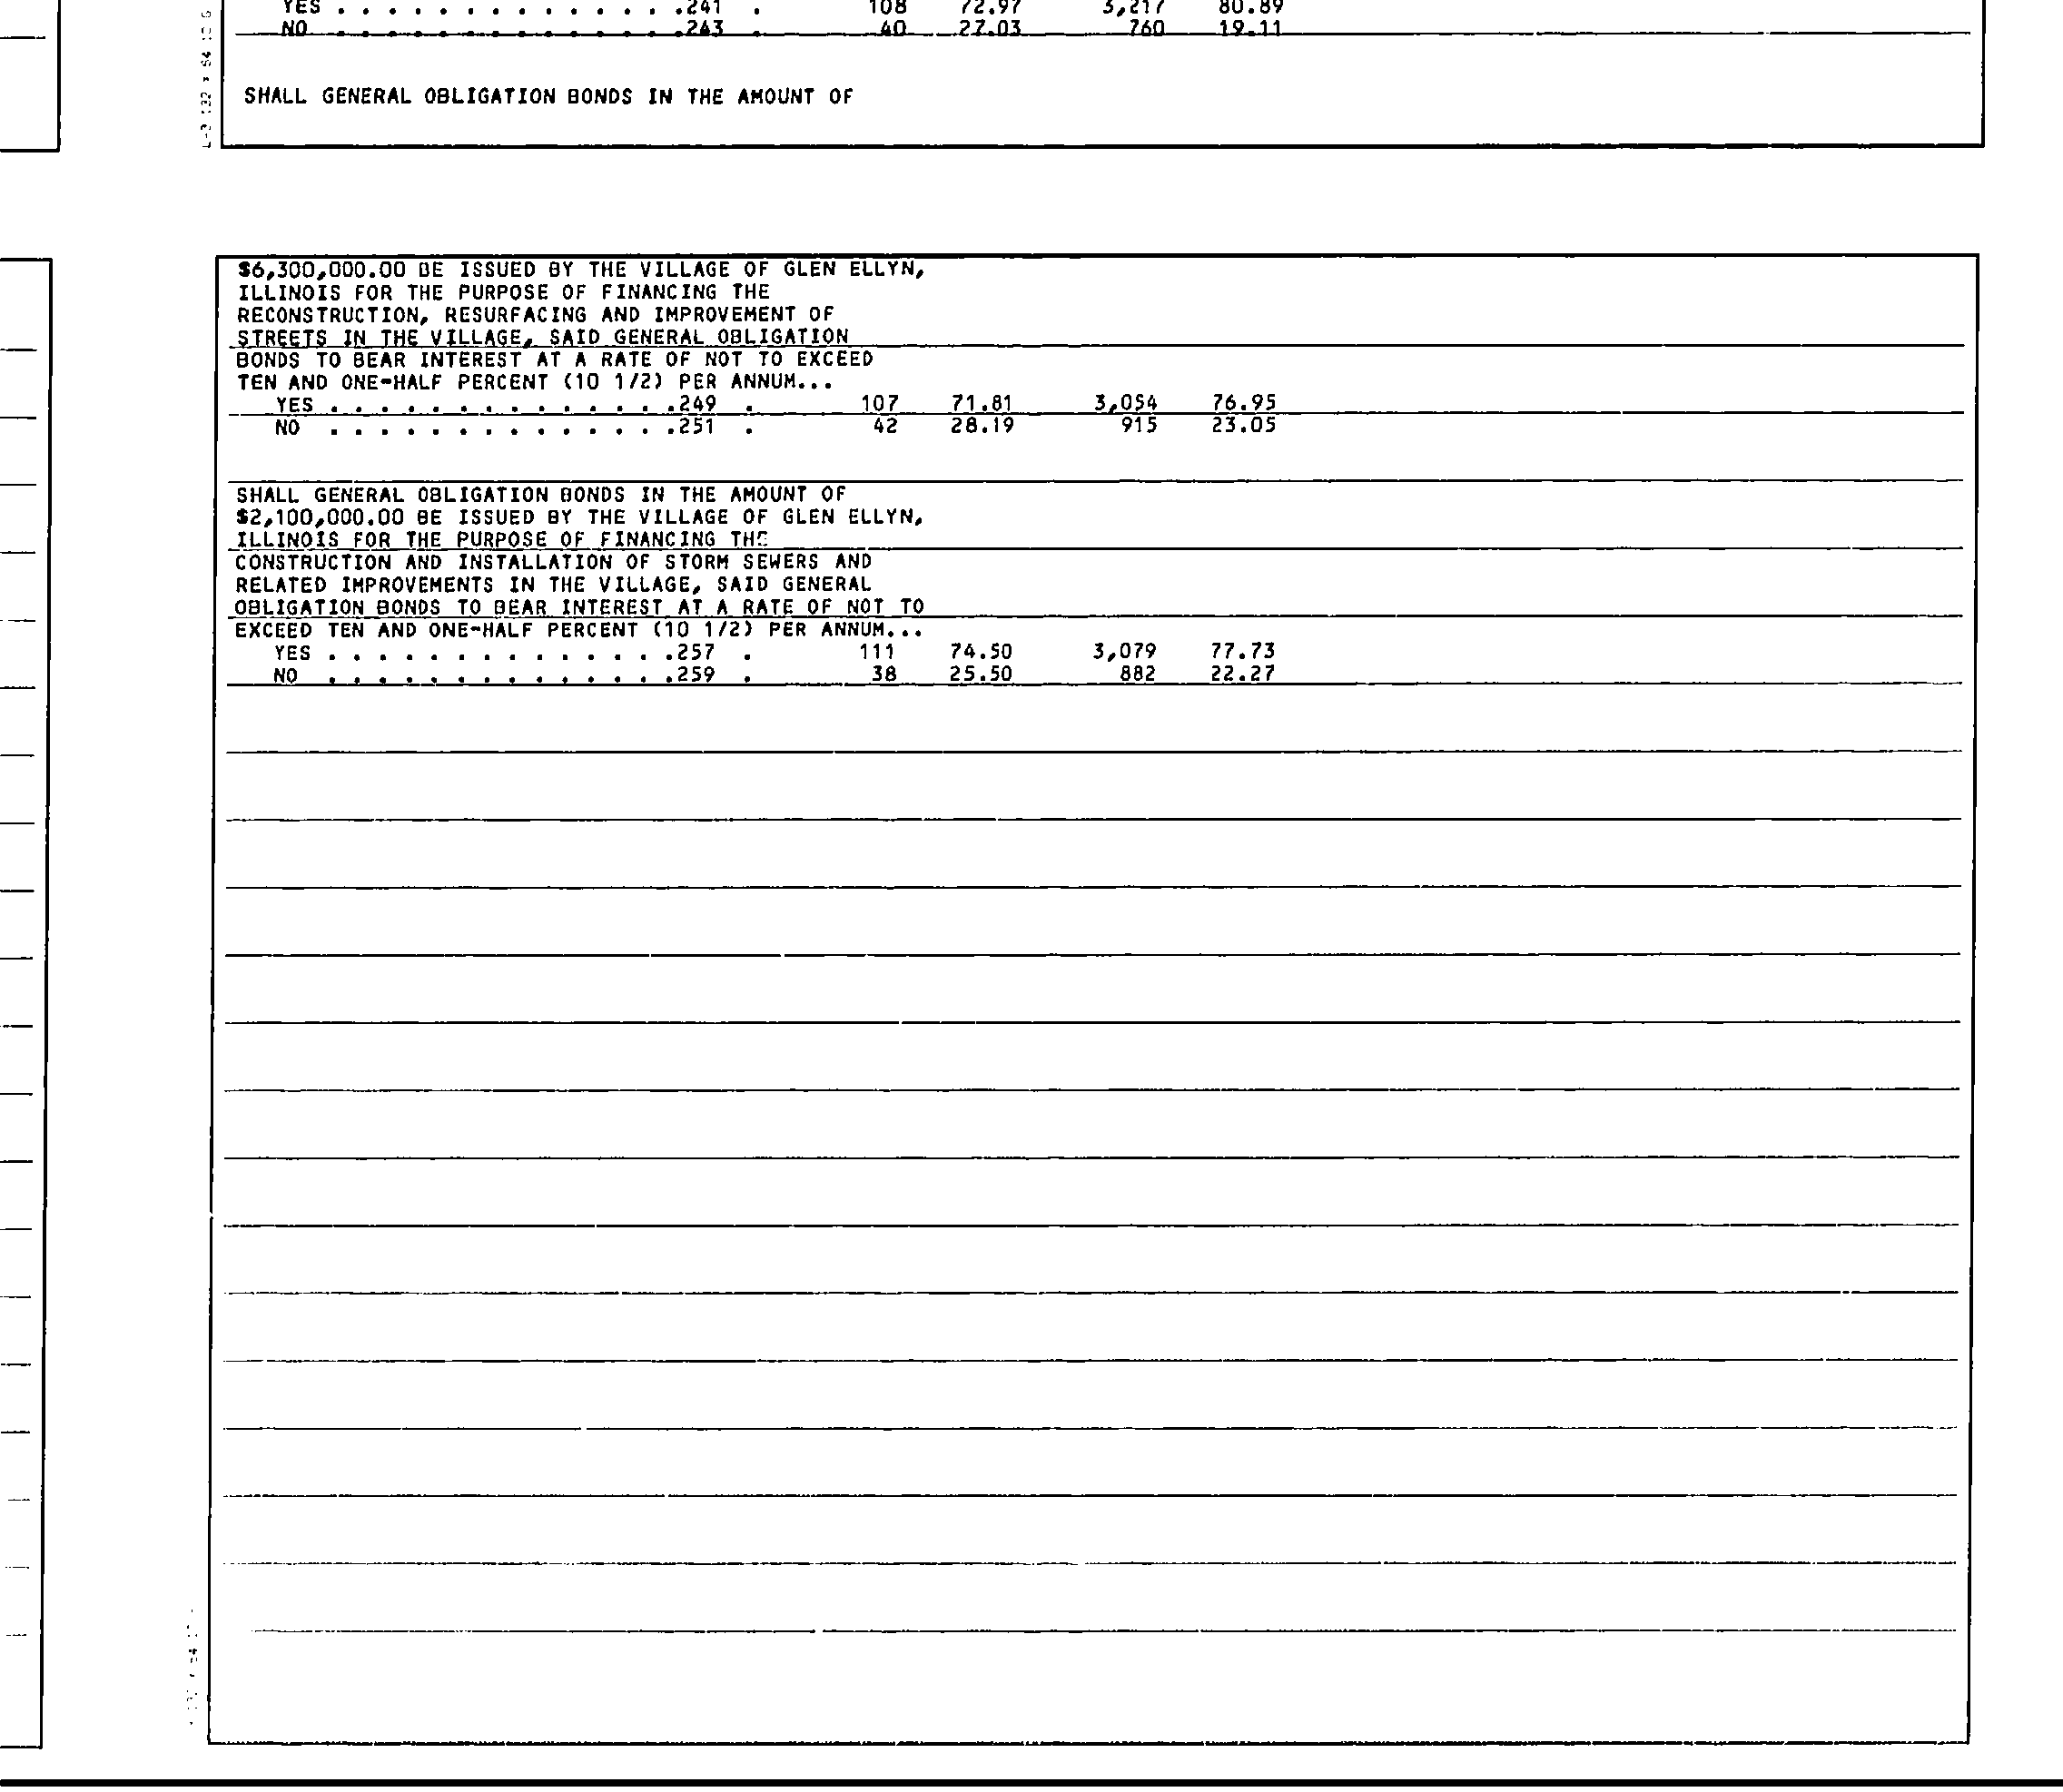 YES . . . . . . . . . . . . . .241 . 108 72.97 3,217 80.89
NO . . . . . . . . . . . . . .243 . 40 27.03 760 19.11
SHALL GENERAL OBLIGATION BONDS IN THE AMOUNT OF
$6,300,000.00 BE ISSUED BY THE VILLAGE OF GLEN ELLYN,
ILLINOIS FOR THE PURPOSE OF FINANCING THE
RECONSTRUCTION, RESURFACING AND IMPROVEMENT OF
STREETS IN THE VILLAGE, SAID GENERAL OBLIGATION
BONDS TO BEAR INTEREST AT A RATE OF NOT TO EXCEED
TEN AND ONE-HALF PERCENT (10 1/2) PER ANNUM...
YES . . . . . . . . . . . . . .249 . 107 71.81 3,054 76.95
NO . . . . . . . . . . . . . .251 . 42 28.19 915 23.05
SHALL GENERAL OBLIGATION BONDS IN THE AMOUNT OF
$2,100,000.00 BE ISSUED BY THE VILLAGE OF GLEN ELLYN,
ILLINOIS FOR THE PURPOSE OF FINANCING THE
CONSTRUCTION AND INSTALLATION OF STORM SEWERS AND
RELATED IMPROVEMENTS IN THE VILLAGE, SAID GENERAL
OBLIGATION BONDS TO BEAR INTEREST AT A RATE OF NOT TO
EXCEED TEN AND ONE-HALF PERCENT (10 1/2) PER ANNUM...
YES . . . . . . . . . . . . . .257 . 111 74.50 3,079 77.73
NO . . . . . . . . . . . . . .259 . 38 25.50 882 22.27